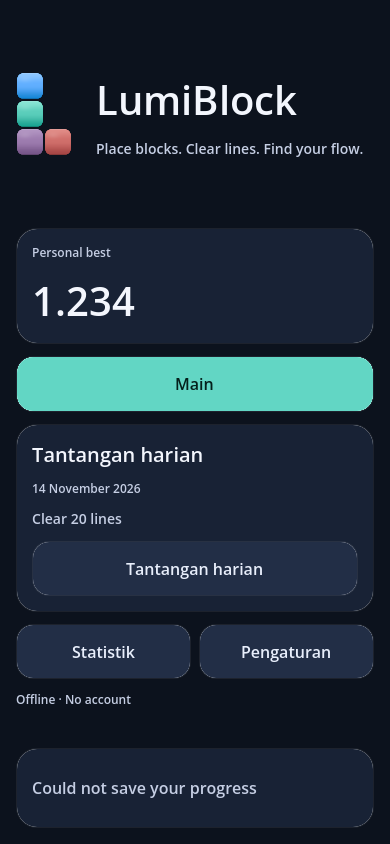 LumiBlock
Place blocks. Clear lines. Find your flow.
Personal best
1.234
Main
Tantangan harian
14 November 2026
Clear 20 lines
Tantangan harian
Statistik
Pengaturan
Offline · No account
Could not save your progress